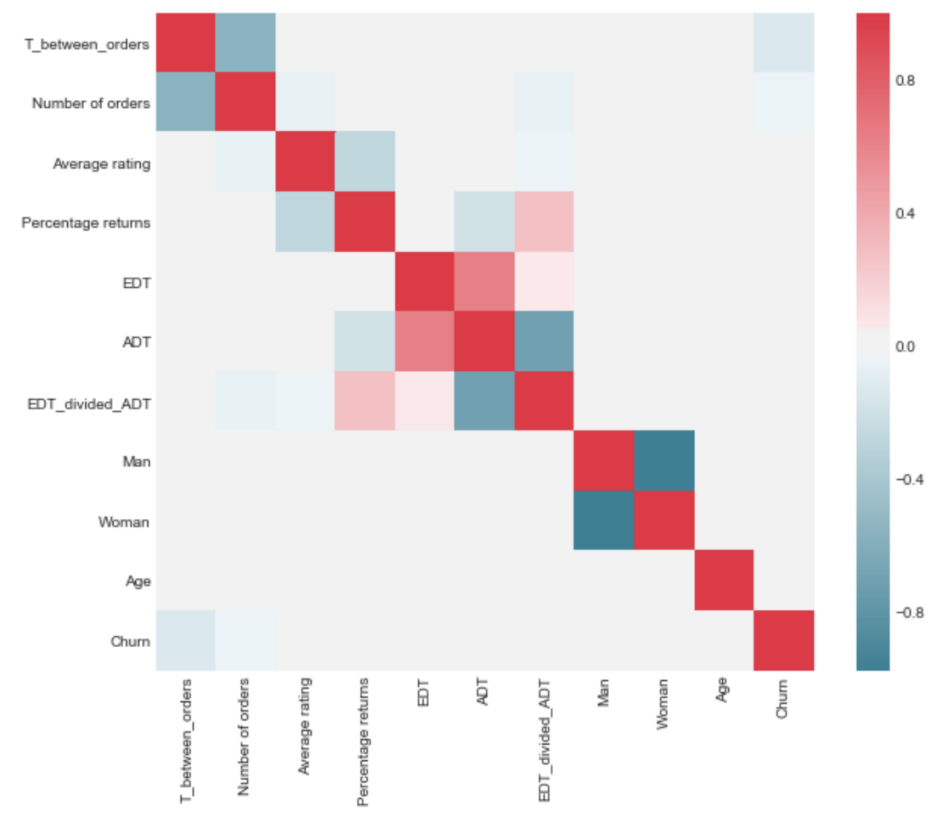 T_between_orders
Number of orders
Average rating
Percentage returns
EDT
ADT
EDT_divided_ADT
Man
Woman
Age
Churn
0.8
0.4
0.0
−0.4
−0.8
T_between_orders
Number of orders
Average rating
Percentage returns
EDT
ADT
EDT_divided_ADT
Man
Woman
Age
Churn